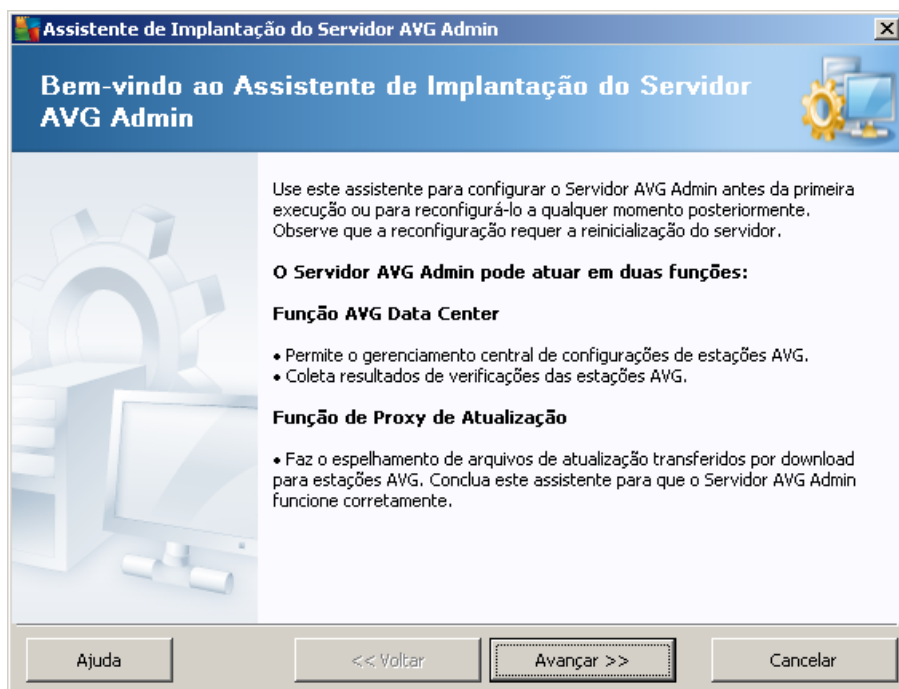 Assistente de Implantação do Servidor AVG Admin
Bem-vindo ao Assistente de Implantação do Servidor
AVG Admin
Use este assistente para configurar o Servidor AVG Admin antes da primeira
execução ou para reconfigurá-lo a qualquer momento posteriormente.
Observe que a reconfiguração requer a reinicialização do servidor.
O Servidor AVG Admin pode atuar em duas funções:
Função AVG Data Center
• Permite o gerenciamento central de configurações de estações AVG.
• Coleta resultados de verificações das estações AVG.
Função de Proxy de Atualização
• Faz o espelhamento de arquivos de atualização transferidos por download
para estações AVG. Conclua este assistente para que o Servidor AVG Admin
funcione corretamente.
Ajuda
<< Voltar
Avançar >>
Cancelar